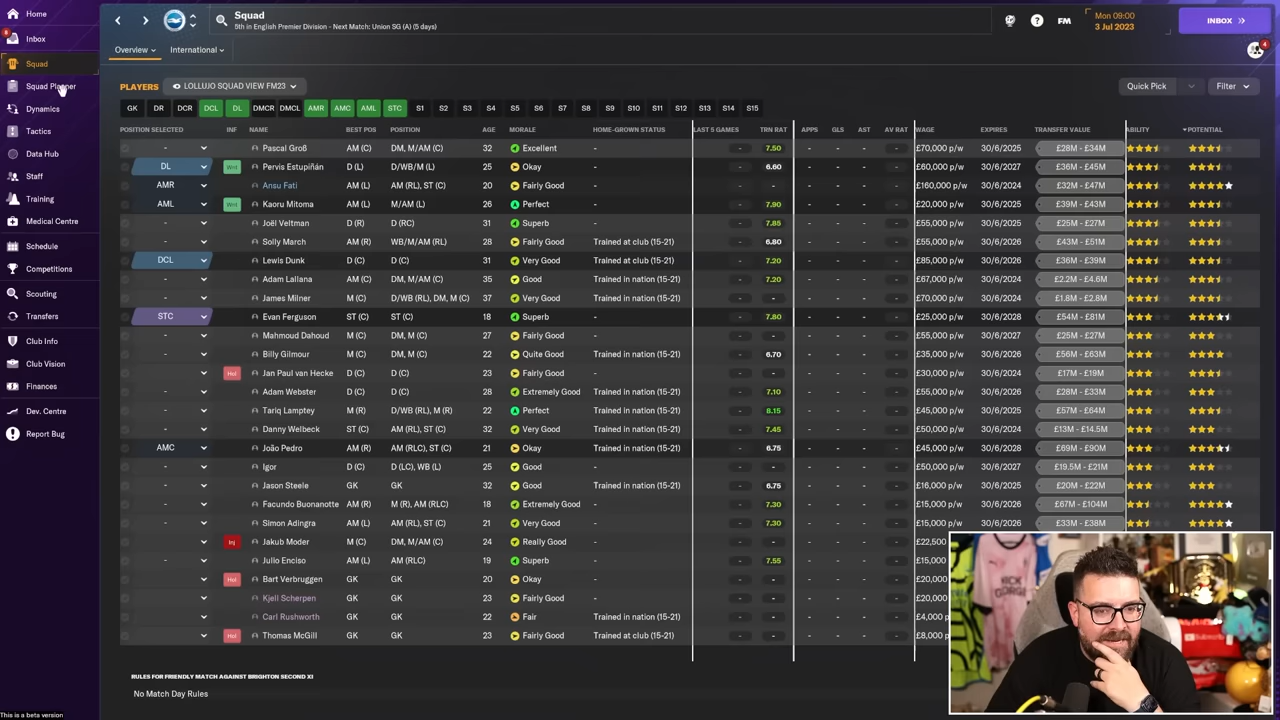 Home
Squad
5th in English Premier Division - Next Match: Union SG (A) (5 days)
FM
Mon 09:00
3 Jul 2023
INBOX
8
Inbox
Squad
Squad Planner
Dynamics
Tactics
Data Hub
Staff
Training
Medical Centre
Schedule
Competitions
Scouting
Transfers
Club Info
Club Vision
Finances
Dev. Centre
Report Bug
This is a beta version
Overview
International
4
PLAYERS
LOLLUJO SQUAD VIEW FM23
Quick Pick
Filter
GK DR DCR DCL DL DMCR DMCL AMR AMC AML STC S1 S2 S3 S4 S5 S6 S7 S8 S9 S10 S11 S12 S13 S14 S15
POSITION SELECTED INF NAME BEST POS POSITION AGE MORALE HOME-GROWN STATUS LAST 5 GAMES TRN RAT APPS GLS AST AV RAT WAGE EXPIRES TRANSFER VALUE ABILITY POTENTIAL
- Pascal Groß AM (C) DM, M/AM (C) 32 Excellent - - 7.50 - - - - £70,000 p/w 30/6/2025 £28M - £34M
DL Wnt Pervis Estupiñán D (L) D/WB/M (L) 25 Okay - - 6.60 - - - - £60,000 p/w 30/6/2027 £36M - £45M
AMR Ansu Fati AM (L) AM (RL), ST (C) 20 Fairly Good - - - - - - - £160,000 p/w 30/6/2024 £32M - £47M
AML Wnt Kaoru Mitoma AM (L) M/AM (L) 26 Perfect - - 7.90 - - - - £20,000 p/w 30/6/2025 £39M - £43M
- Joël Veltman D (R) D (RC) 31 Superb - - 7.85 - - - - £55,000 p/w 30/6/2025 £25M - £27M
- Solly March AM (R) WB/M/AM (RL) 28 Fairly Good Trained at club (15-21) - 6.80 - - - - £55,000 p/w 30/6/2026 £43M - £51M
DCL Lewis Dunk D (C) D (C) 31 Very Good Trained at club (15-21) - 7.20 - - - - £85,000 p/w 30/6/2026 £36M - £39M
- Adam Lallana AM (C) DM, M/AM (C) 35 Good Trained in nation (15-21) - 7.20 - - - - £67,000 p/w 30/6/2024 £2.2M - £4.6M
- James Milner M (C) D/WB (RL), DM, M (C) 37 Very Good Trained in nation (15-21) - - - - - - £70,000 p/w 30/6/2024 £1.8M - £2.8M
STC Evan Ferguson ST (C) ST (C) 18 Superb - - 7.80 - - - - £25,000 p/w 30/6/2028 £54M - £81M
- Mahmoud Dahoud M (C) DM, M (C) 27 Fairly Good - - - - - - - £55,000 p/w 30/6/2027 £25M - £27M
- Billy Gilmour M (C) DM, M (C) 22 Quite Good Trained in nation (15-21) - 6.70 - - - - £35,000 p/w 30/6/2026 £56M - £63M
- Hol Jan Paul van Hecke D (C) D (C) 23 Fairly Good - - - - - - - £30,000 p/w 30/6/2027 £17M - £19M
- Adam Webster D (C) D (C) 28 Extremely Good Trained in nation (15-21) - 7.10 - - - - £55,000 p/w 30/6/2026 £28M - £33M
- Tariq Lamptey M (R) D/WB (RL), M (R) 22 Perfect Trained in nation (15-21) - 8.15 - - - - £45,000 p/w 30/6/2025 £57M - £64M
- Danny Welbeck ST (C) AM (RL), ST (C) 32 Very Good Trained in nation (15-21) - 7.45 - - - - £50,000 p/w 30/6/2024 £13M - £14.5M
AMC João Pedro AM (R) AM (RLC), ST (C) 21 Okay Trained in nation (15-21) - 6.75 - - - - £45,000 p/w 30/6/2028 £69M - £90M
- Igor D (C) D (LC), WB (L) 25 Good - - - - - - - £50,000 p/w 30/6/2027 £19.5M - £21M
- Jason Steele GK GK 32 Good Trained in nation (15-21) - 6.75 - - - - £16,000 p/w 30/6/2025 £20M - £22M
- Facundo Buonanotte AM (R) M (R), AM (RLC) 18 Extremely Good - - 7.30 - - - - £15,000 p/w 30/6/2026 £67M - £104M
- Simon Adingra AM (L) AM (RL), ST (C) 21 Very Good - - 7.30 - - - - £15,000 p/w 30/6/2026 £33M - £38M
- Inj Jakub Moder M (C) DM, M/AM (C) 24 Really Good - - - - - - - £22,500
- Julio Enciso AM (L) AM (RLC) 19 Superb - - 7.55 - - - - £15,000
Hol Bart Verbruggen GK GK 20 Okay - - - - - - - £20,000
Kjell Scherpen GK GK 23 Fairly Good - - - - - - - £20,000
Carl Rushworth GK GK 22 Fair Trained in nation (15-21) - - - - - - £4,000 p/w
Hol Thomas McGill GK GK 23 Fairly Good Trained at club (15-21) - - - - - - £8,000 p/w
RULES FOR FRIENDLY MATCH AGAINST BRIGHTON SECOND XI
No Match Day Rules